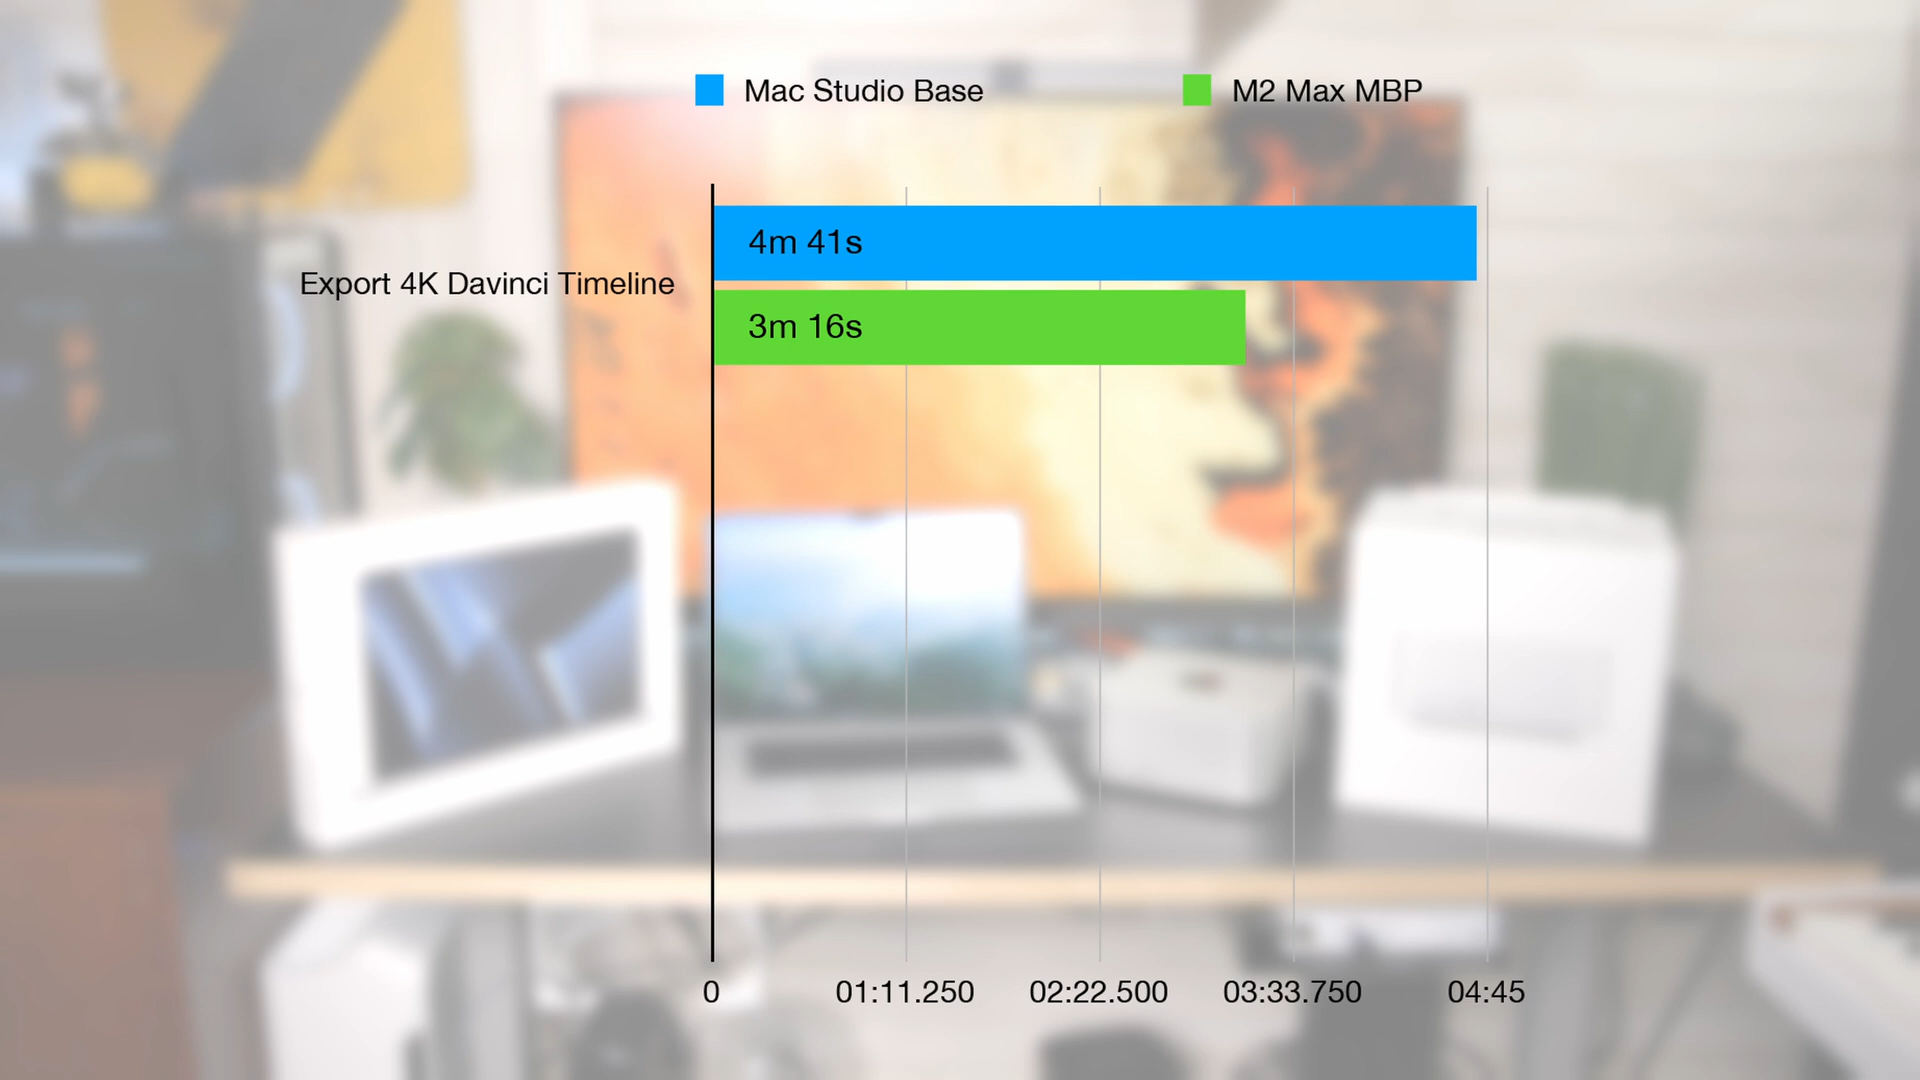 Mac Studio Base
M2 Max MBP
Export 4K Davinci Timeline
4m 41s
3m 16s
0
01:11.250
02:22.500
03:33.750
04:45